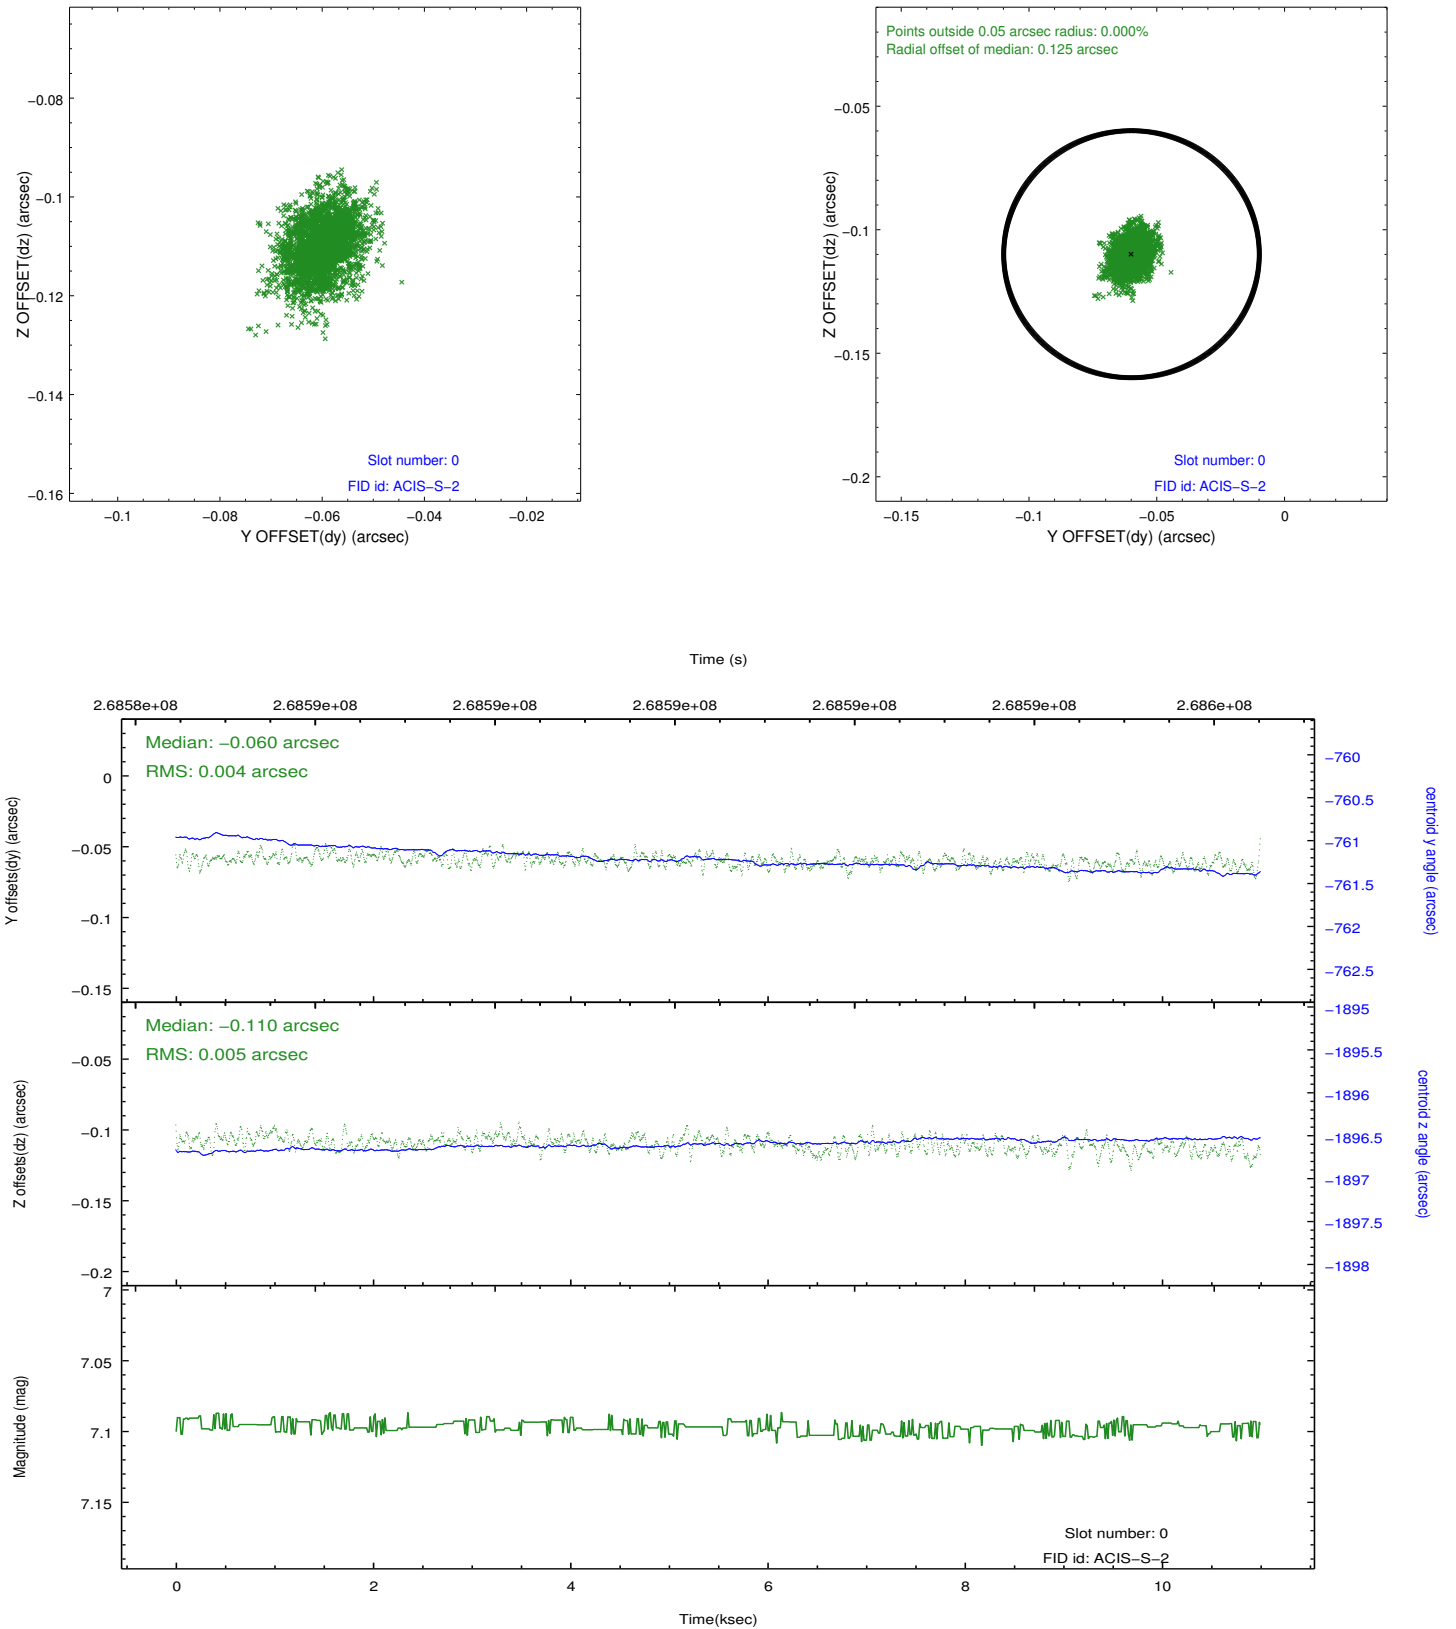 −0.08
−0.1
−0.12
−0.14
−0.16
Z OFFSET(dz) (arcsec)
Slot number: 0
FID id: ACIS−S−2
−0.1
−0.08
−0.06
−0.04
−0.02
Y OFFSET(dy) (arcsec)
Points outside 0.05 arcsec radius: 0.000%
Radial offset of median: 0.125 arcsec
−0.05
−0.1
−0.15
−0.2
Z OFFSET(dz) (arcsec)
Slot number: 0
FID id: ACIS−S−2
−0.15
−0.1
−0.05
0
Y OFFSET(dy) (arcsec)
Time (s)
2.6858e+08
2.6859e+08
2.6859e+08
2.6859e+08
2.6859e+08
2.6859e+08
2.686e+08
Median: −0.060 arcsec
RMS: 0.004 arcsec
0
−0.05
−0.1
−0.15
Y offsets(dy) (arcsec)
−760
−760.5
−761
−761.5
−762
−762.5
centroid y angle (arcsec)
Median: −0.110 arcsec
RMS: 0.005 arcsec
−0.05
−0.1
−0.15
−0.2
Z offsets(dz) (arcsec)
−1895
−1895.5
−1896
−1896.5
−1897
−1897.5
−1898
centroid z angle (arcsec)
7
7.05
7.1
7.15
Magnitude (mag)
Slot number: 0
FID id: ACIS−S−2
0
2
4
6
8
10
Time(ksec)